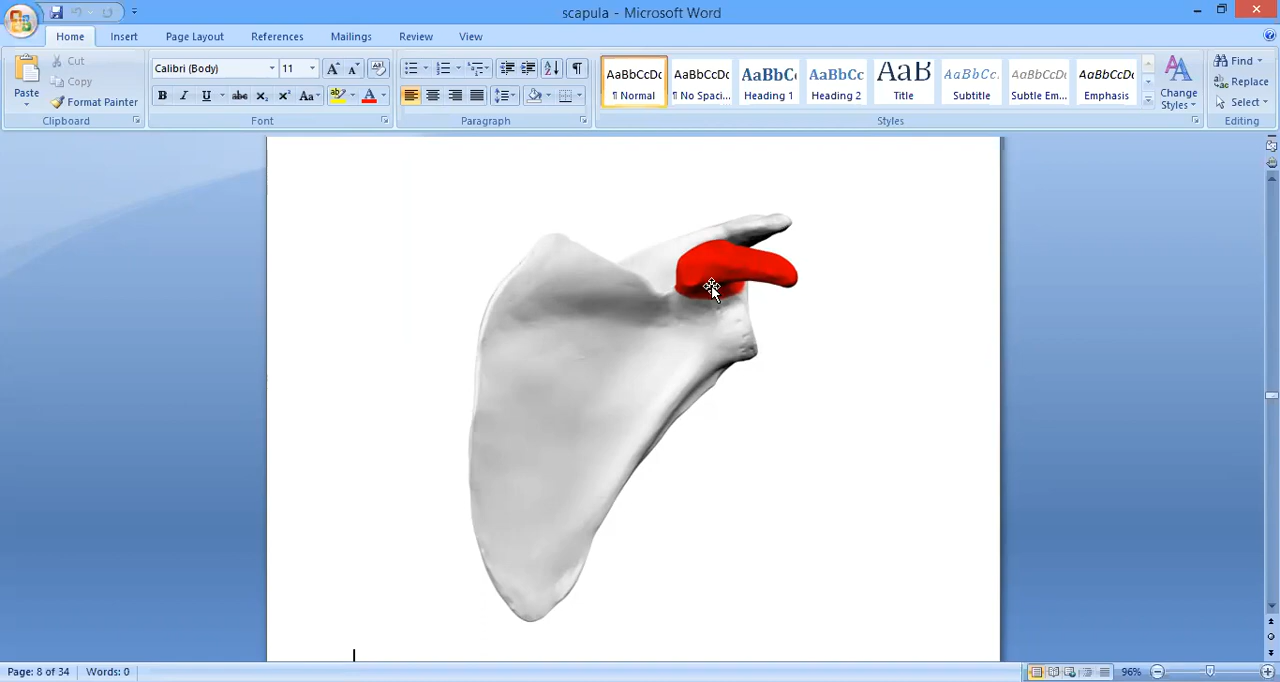 scapula - Microsoft Word
Home Insert Page Layout References Mailings Review View
Paste
Cut
Copy
Format Painter
Clipboard
Calibri (Body) 11
Font
Paragraph
AaBbCcDc AaBbCcDc AaBbC AaBbCc AaB AaBbCc. AaBbCcDc AaBbCcDc
¶ Normal ¶ No Spaci... Heading 1 Heading 2 Title Subtitle Subtle Em... Emphasis
Change
Styles
Styles
Find
Replace
Select
Editing
Page: 8 of 34 Words: 0 96%